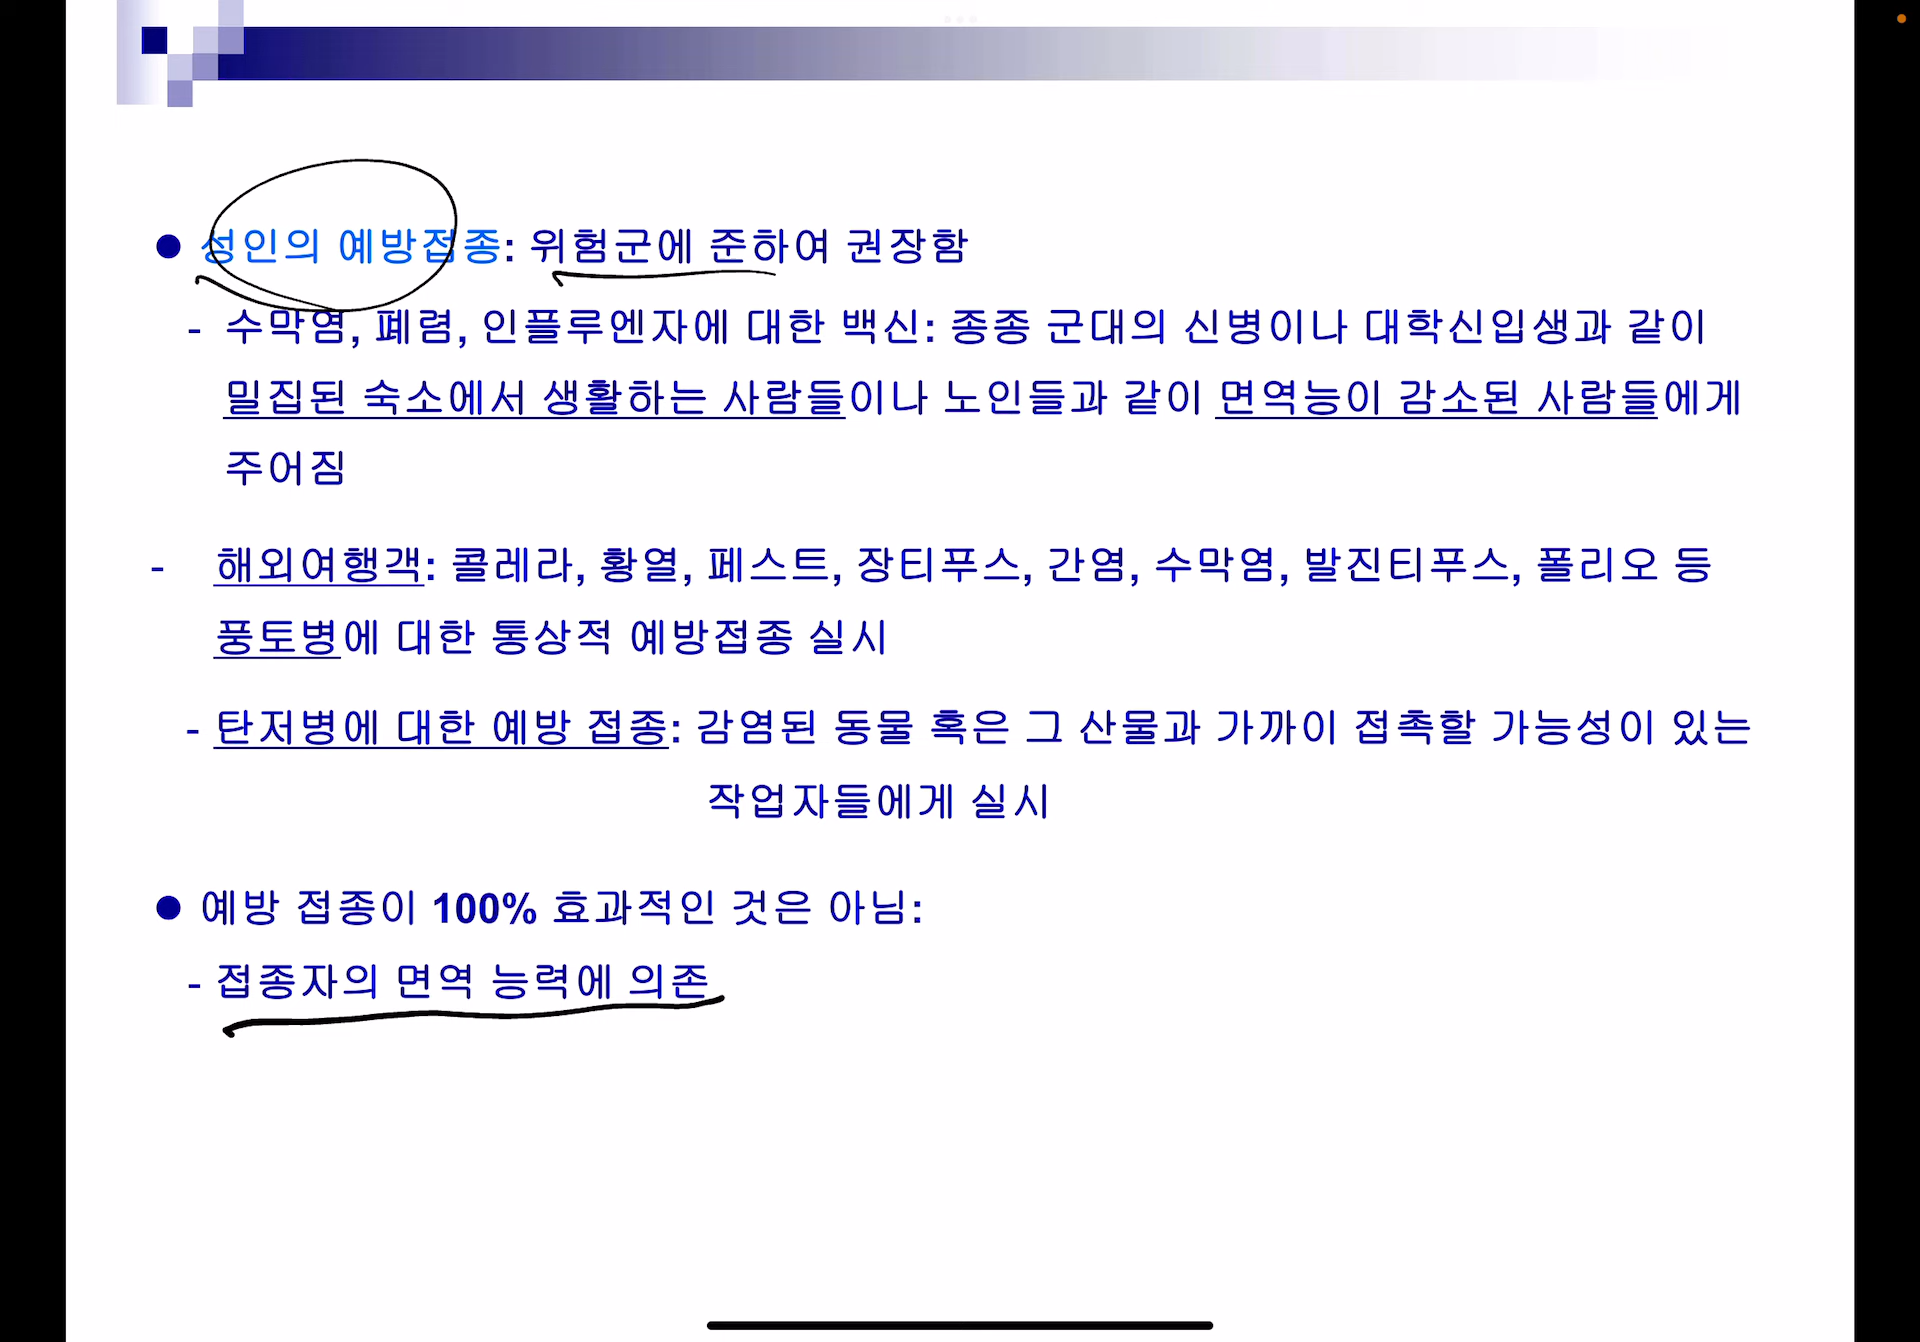 ● 성인의 예방접종: 위험군에 준하여 권장함
- 수막염, 폐렴, 인플루엔자에 대한 백신: 종종 군대의 신병이나 대학신입생과 같이
밀집된 숙소에서 생활하는 사람들이나 노인들과 같이 면역능이 감소된 사람들에게
주어짐
- 해외여행객: 콜레라, 황열, 페스트, 장티푸스, 간염, 수막염, 발진티푸스, 폴리오 등
풍토병에 대한 통상적 예방접종 실시
- 탄저병에 대한 예방 접종: 감염된 동물 혹은 그 산물과 가까이 접촉할 가능성이 있는
작업자들에게 실시
● 예방 접종이 100% 효과적인 것은 아님:
- 접종자의 면역 능력에 의존